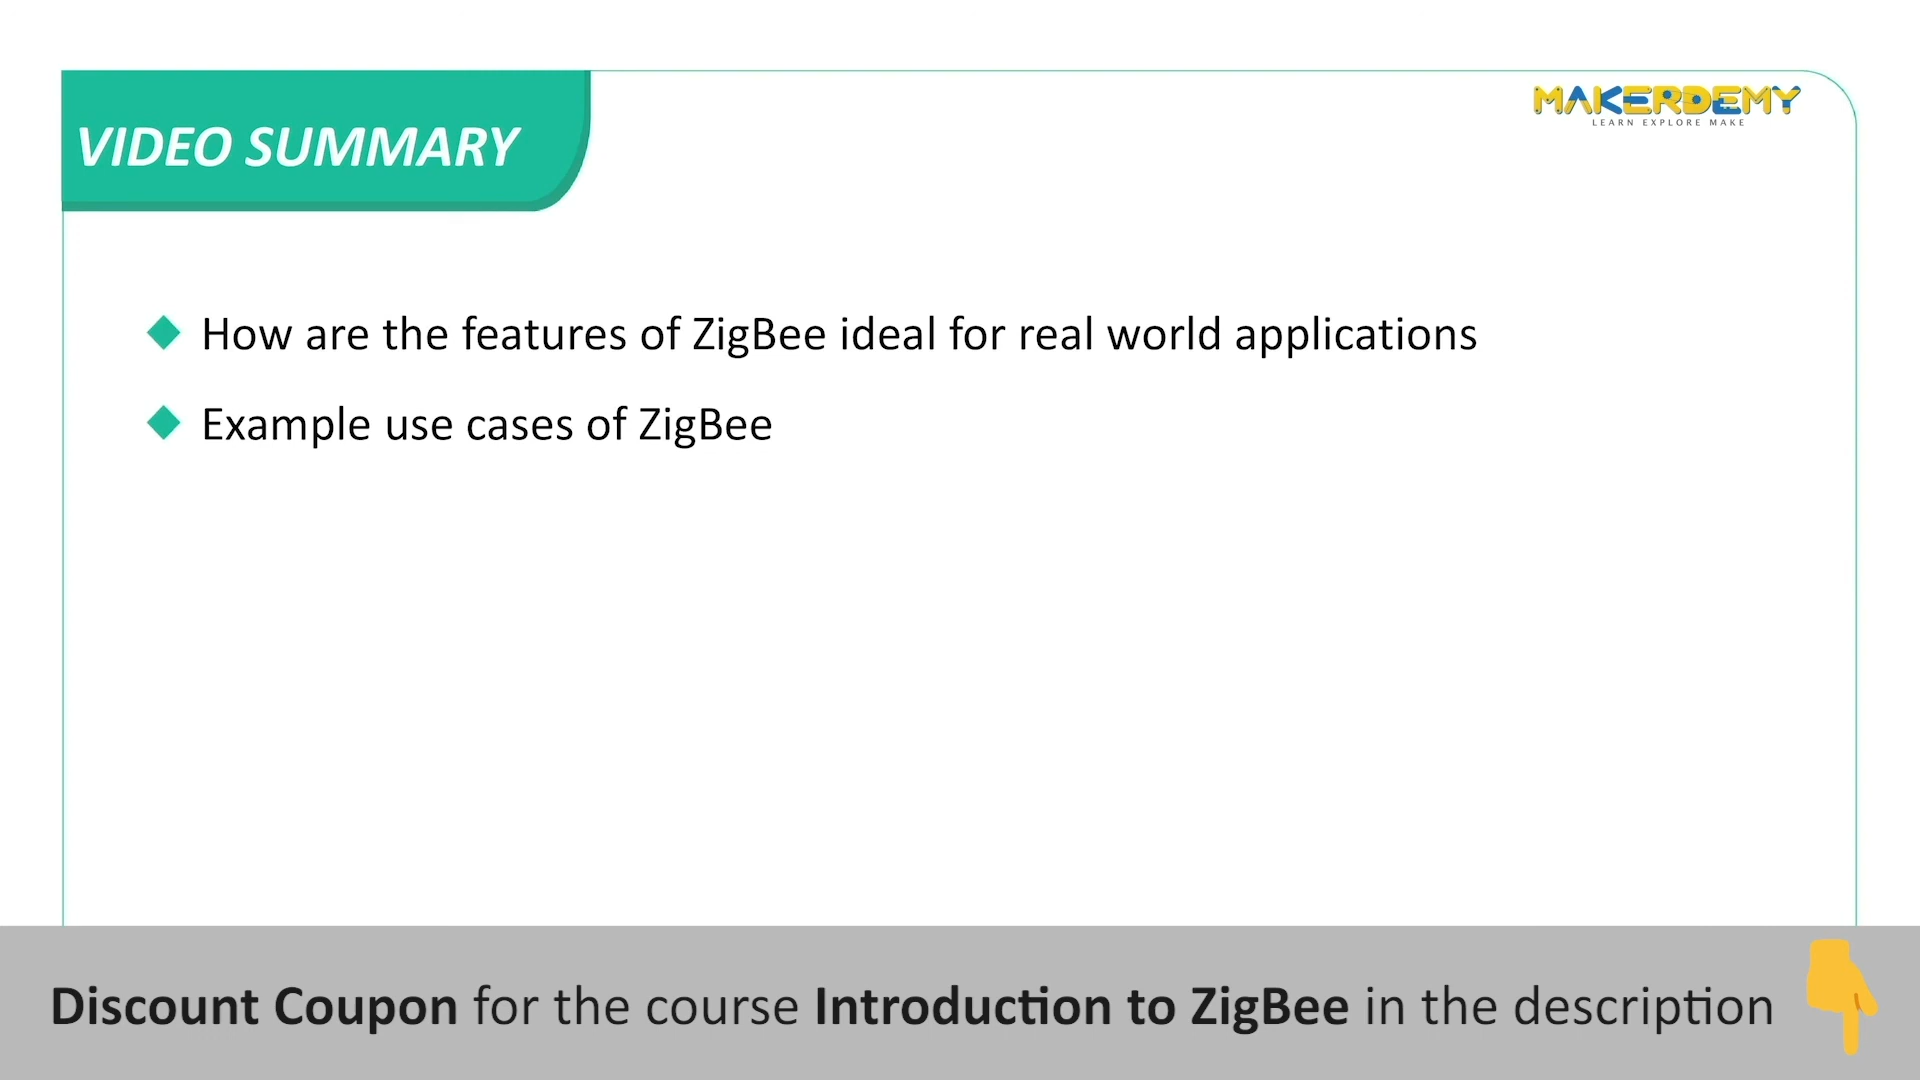 VIDEO SUMMARY
MAKERDEMY
LEARN EXPLORE MAKE
How are the features of ZigBee ideal for real world applications
Example use cases of ZigBee
Discount Coupon for the course Introduction to ZigBee in the description